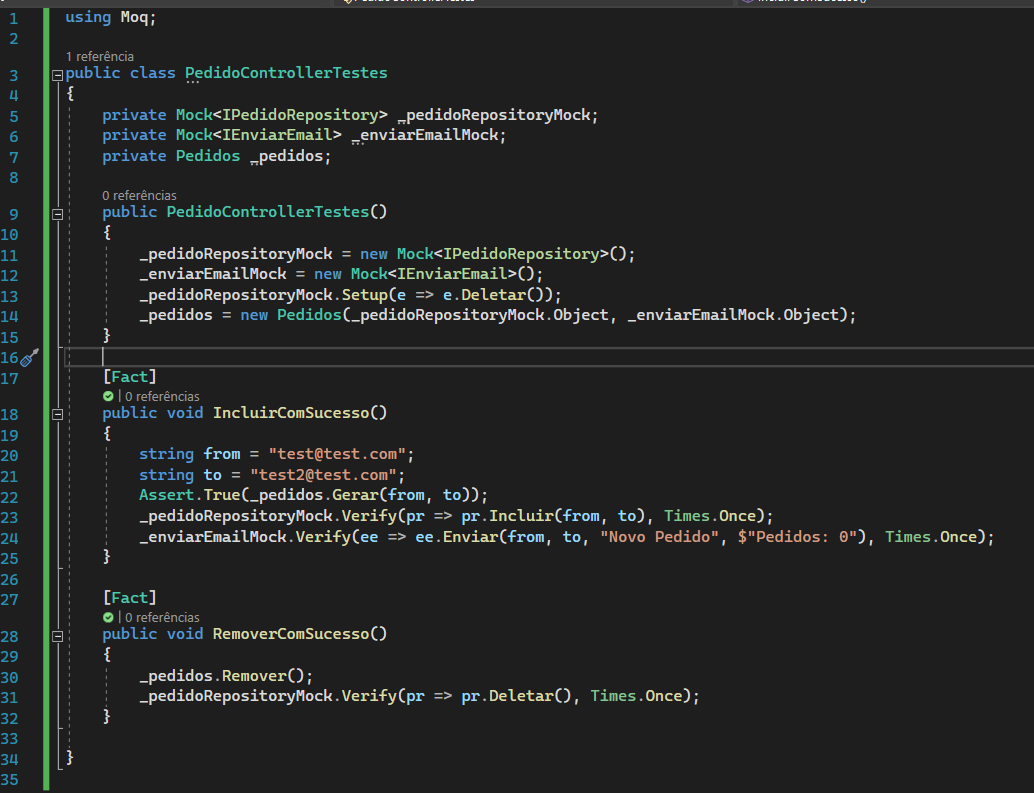 1 using Moq;
2
1 referência
3 public class PedidoControllerTestes
4 {
5 private Mock<IPedidoRepository> _pedidoRepositoryMock;
6 private Mock<IEnviarEmail> _enviarEmailMock;
7 private Pedidos _pedidos;
8
0 referências
9 public PedidoControllerTestes()
10 {
11 _pedidoRepositoryMock = new Mock<IPedidoRepository>();
12 _enviarEmailMock = new Mock<IEnviarEmail>();
13 _pedidoRepositoryMock.Setup(e => e.Deletar());
14 _pedidos = new Pedidos(_pedidoRepositoryMock.Object, _enviarEmailMock.Object);
15 }
16
17 [Fact]
| 0 referências
18 public void IncluirComSucesso()
19 {
20 string from = "test@test.com";
21 string to = "test2@test.com";
22 Assert.True(_pedidos.Gerar(from, to));
23 _pedidoRepositoryMock.Verify(pr => pr.Incluir(from, to), Times.Once);
24 _enviarEmailMock.Verify(ee => ee.Enviar(from, to, "Novo Pedido", $"Pedidos: 0"), Times.Once);
25 }
26
27 [Fact]
| 0 referências
28 public void RemoverComSucesso()
29 {
30 _pedidos.Remover();
31 _pedidoRepositoryMock.Verify(pr => pr.Deletar(), Times.Once);
32 }
33
34 }
35